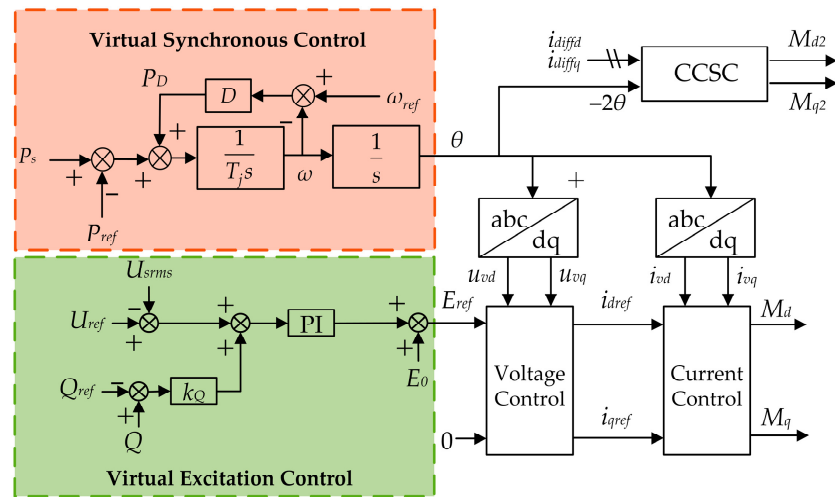 Virtual Synchronous Control
P_D
D
+
ω_ref
−
+
1
T_j s
1
s
ω
P_s
+
−
+
P_ref
θ
i_diffd
i_diffq
−2θ
CCSC
M_d2
M_q2
+
abc
dq
abc
dq
u_vd
u_vq
i_vd
i_vq
U_srms
−
U_ref
+
+
+
PI
+
+
E_ref
E_0
Q_ref
−
+
k_Q
Q
0
Voltage
Control
i_dref
i_qref
Current
Control
M_d
M_q
Virtual Excitation Control